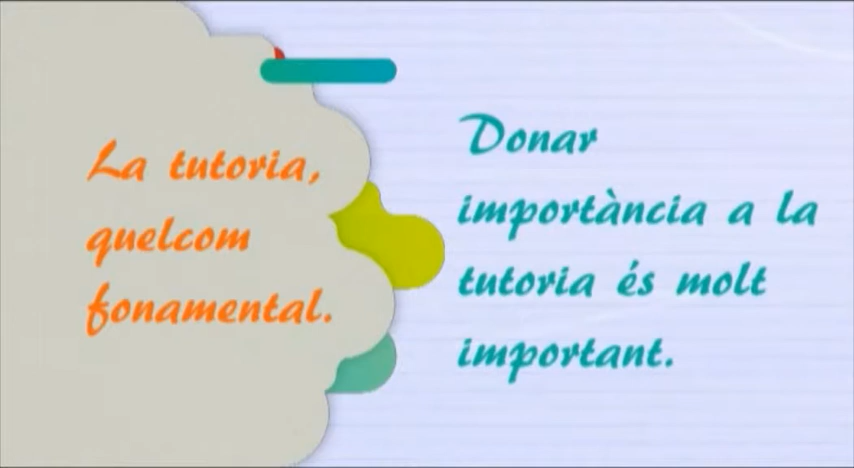 La tutoria,
quelcom
fonamental.
Donar
importància a la
tutoria és molt
important.